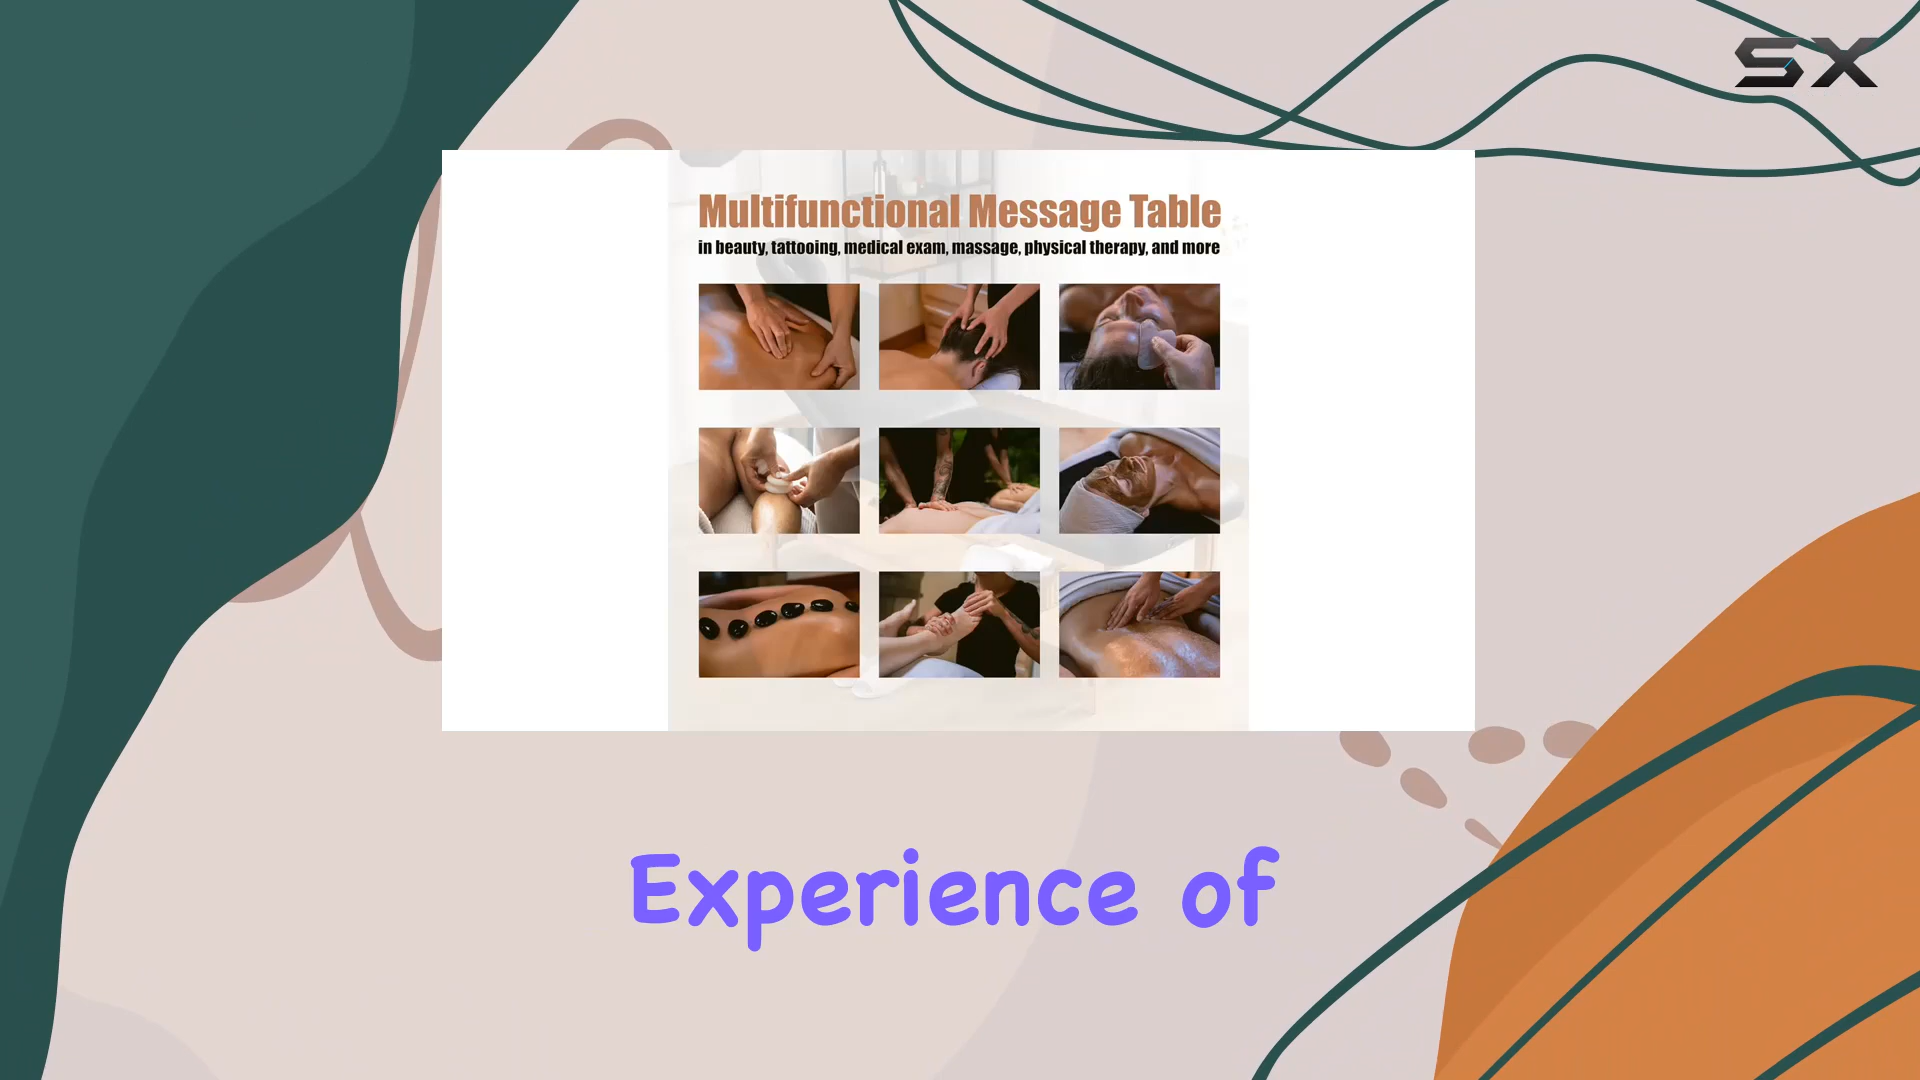 SX
Multifunctional Message Table
in beauty, tattooing, medical exam, massage, physical therapy, and more
Experience of